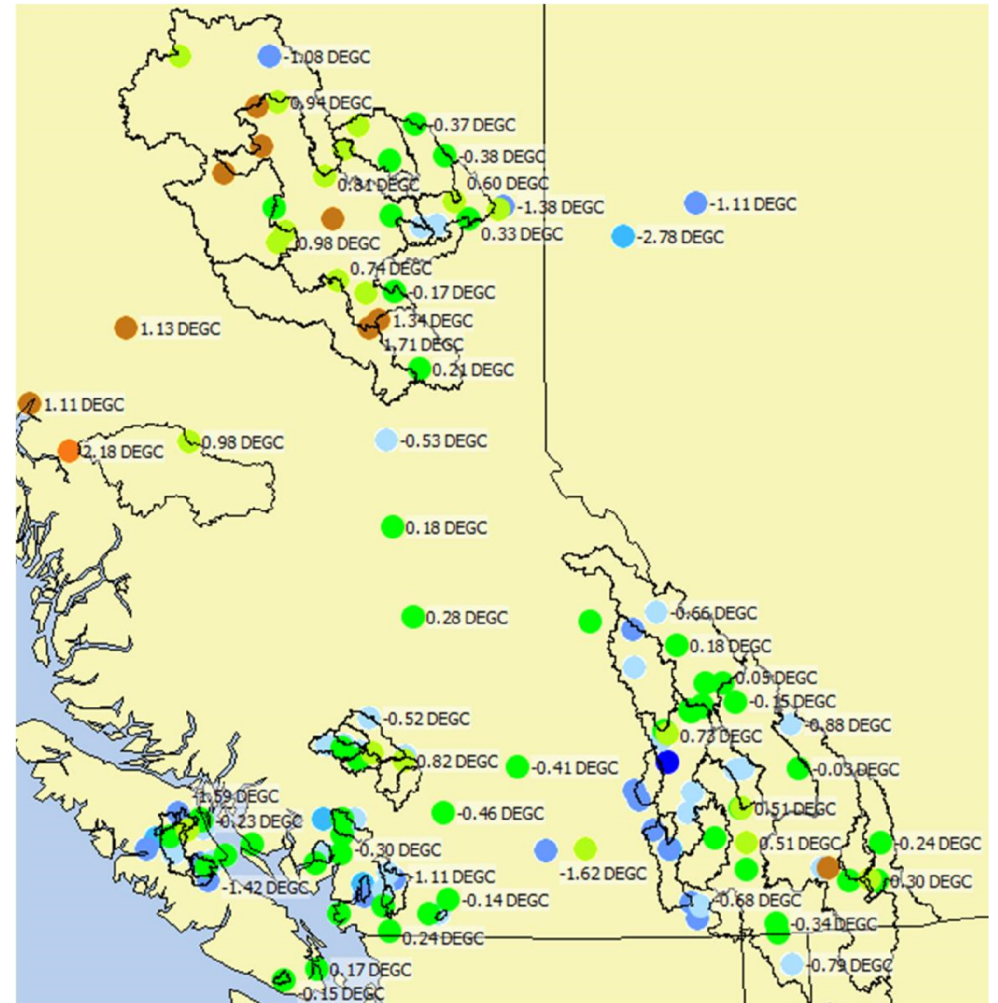 -1.08 DEGC
0.94 DEGC
-0.37 DEGC
-0.38 DEGC
0.81 DEGC
0.60 DEGC
-1.38 DEGC
-1.11 DEGC
0.33 DEGC
-2.78 DEGC
0.98 DEGC
0.74 DEGC
-0.17 DEGC
1.34 DEGC
1.13 DEGC
1.71 DEGC
0.21 DEGC
1.11 DEGC
-0.53 DEGC
0.98 DEGC
2.18 DEGC
0.18 DEGC
-0.66 DEGC
0.28 DEGC
0.18 DEGC
0.05 DEGC
-0.15 DEGC
-0.52 DEGC
-0.88 DEGC
0.73 DEGC
0.82 DEGC
-0.41 DEGC
-0.03 DEGC
-1.59 DEGC
0.51 DEGC
-0.46 DEGC
-0.23 DEGC
0.51 DEGC
-0.24 DEGC
-0.30 DEGC
-1.62 DEGC
-1.11 DEGC
0.30 DEGC
-1.42 DEGC
-0.14 DEGC
-0.68 DEGC
-0.34 DEGC
0.24 DEGC
-0.79 DEGC
0.17 DEGC
-0.15 DEGC